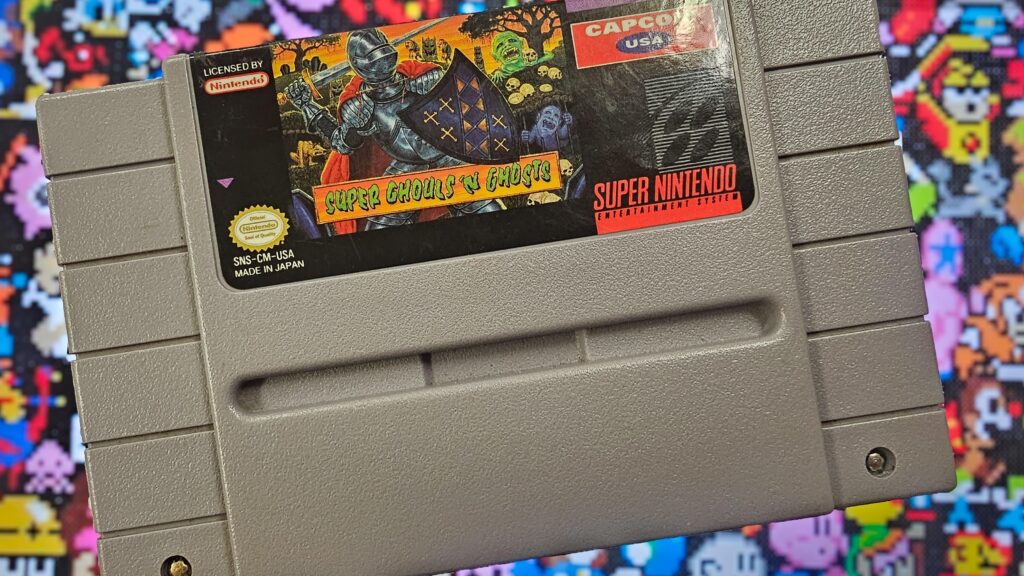 LICENSED BY
Nintendo
CAPCOM
USA
SUPER GHOULS 'N GHOSTS
Official
Nintendo
Seal of Quality
SNS-CM-USA
MADE IN JAPAN
SUPER NINTENDO
ENTERTAINMENT SYSTEM